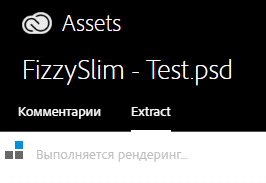 Assets
FizzySlim - Test.psd
Комментарии Extract
Выполняется рендеринг...